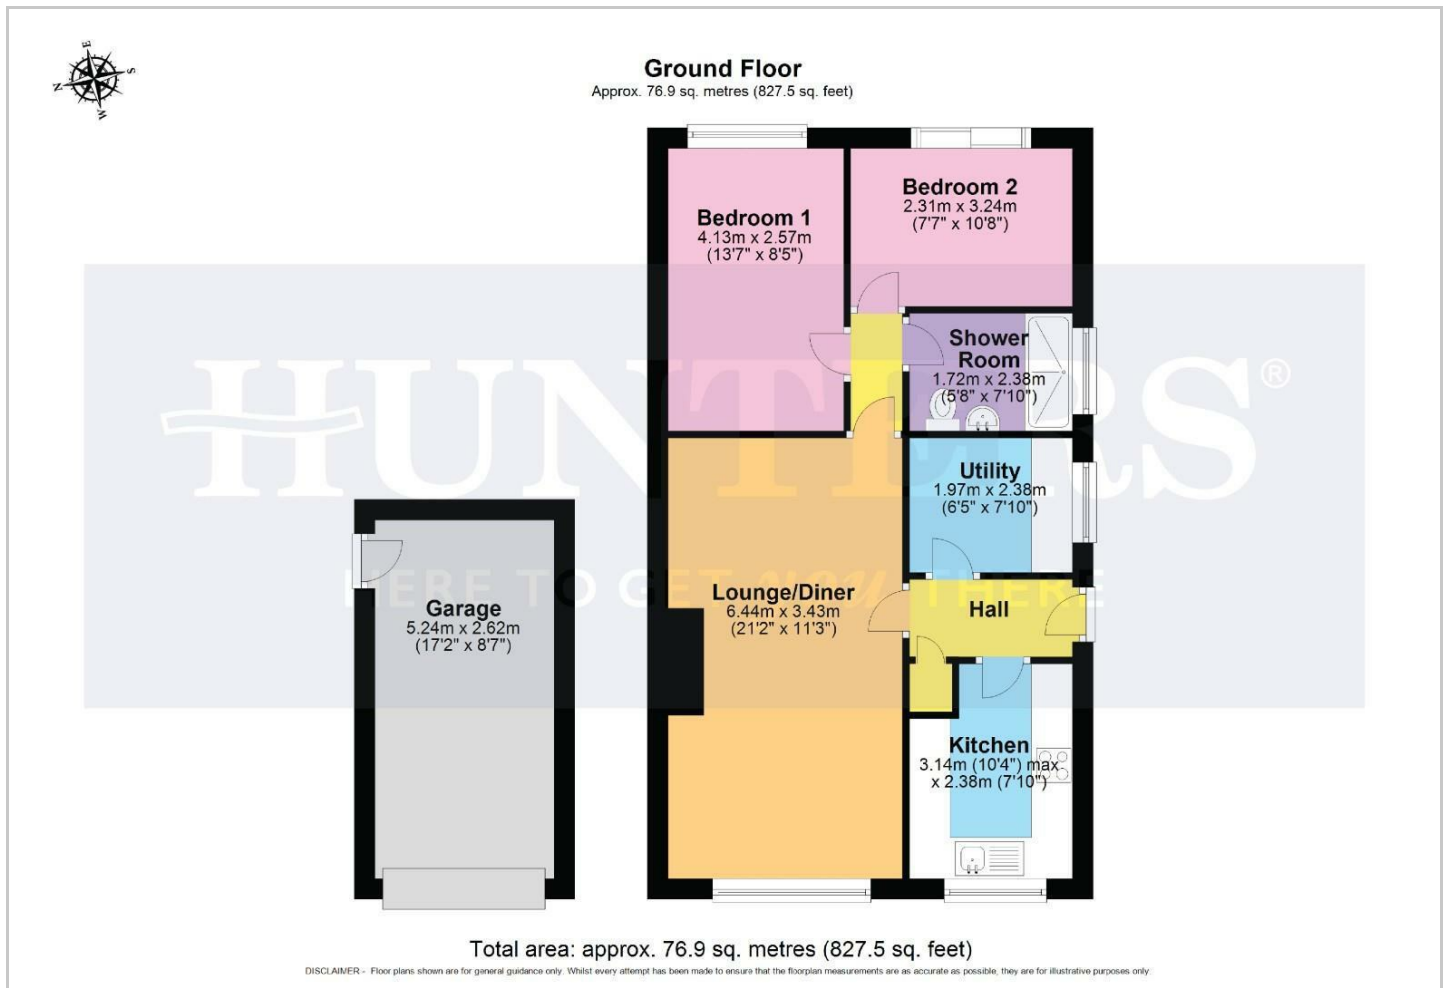 E
N
S
W
Ground Floor
Approx. 76.9 sq. metres (827.5 sq. feet)
Bedroom 1
4.13m x 2.57m
(13'7" x 8'5")
Bedroom 2
2.31m x 3.24m
(7'7" x 10'8")
Shower
Room
1.72m x 2.38m
(5'8" x 7'10")
HUNTERS®
HERE TO GET you THERE
Utility
1.97m x 2.38m
(6'5" x 7'10")
Garage
5.24m x 2.62m
(17'2" x 8'7")
Lounge/Diner
6.44m x 3.43m
(21'2" x 11'3")
Hall
Kitchen
3.14m (10'4") max
x 2.38m (7'10")
Total area: approx. 76.9 sq. metres (827.5 sq. feet)
DISCLAIMER - Floor plans shown are for general guidance only. Whilst every attempt has been made to ensure that the floorplan measurements are as accurate as possible, they are for illustrative purposes only.